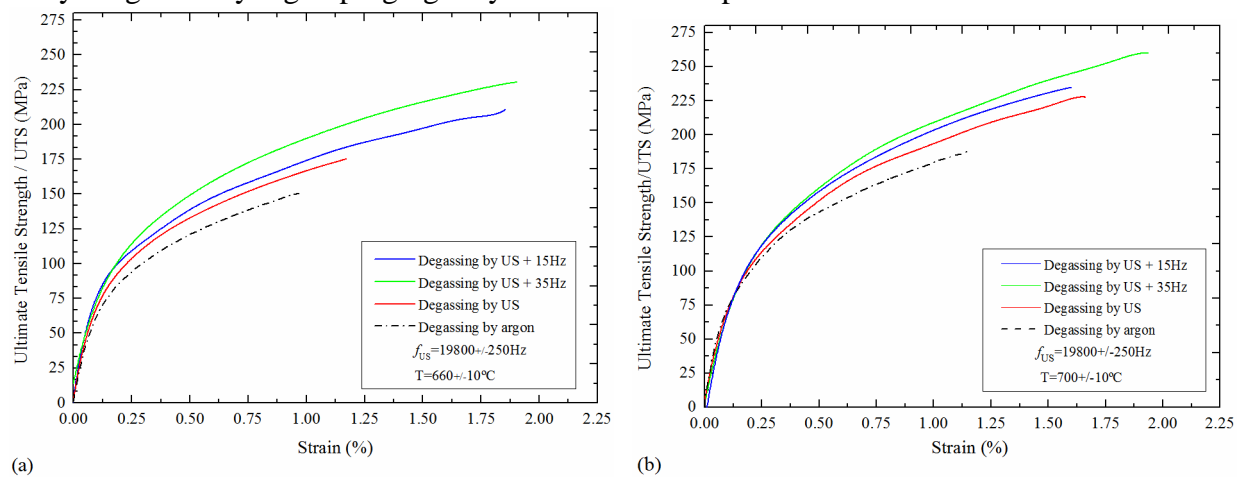 275
250
225
200
175
150
125
100
75
50
25
0
Ultimate Tensile Strength / UTS (MPa)
Degassing by US + 15Hz
Degassing by US + 35Hz
Degassing by US
Degassing by argon
fUS=19800+/-250Hz
T=660+/-10ºC
0.00 0.25 0.50 0.75 1.00 1.25 1.50 1.75 2.00 2.25
Strain (%)
(a)
275
250
225
200
175
150
125
100
75
50
25
0
Ultimate Tensile Strength/UTS (MPa)
Degassing by US + 15Hz
Degassing by US + 35Hz
Degassing by US
Degassing by argon
fUS=19800+/-250Hz
T=700+/-10ºC
0.00 0.25 0.50 0.75 1.00 1.25 1.50 1.75 2.00 2.25
Strain (%)
(b)